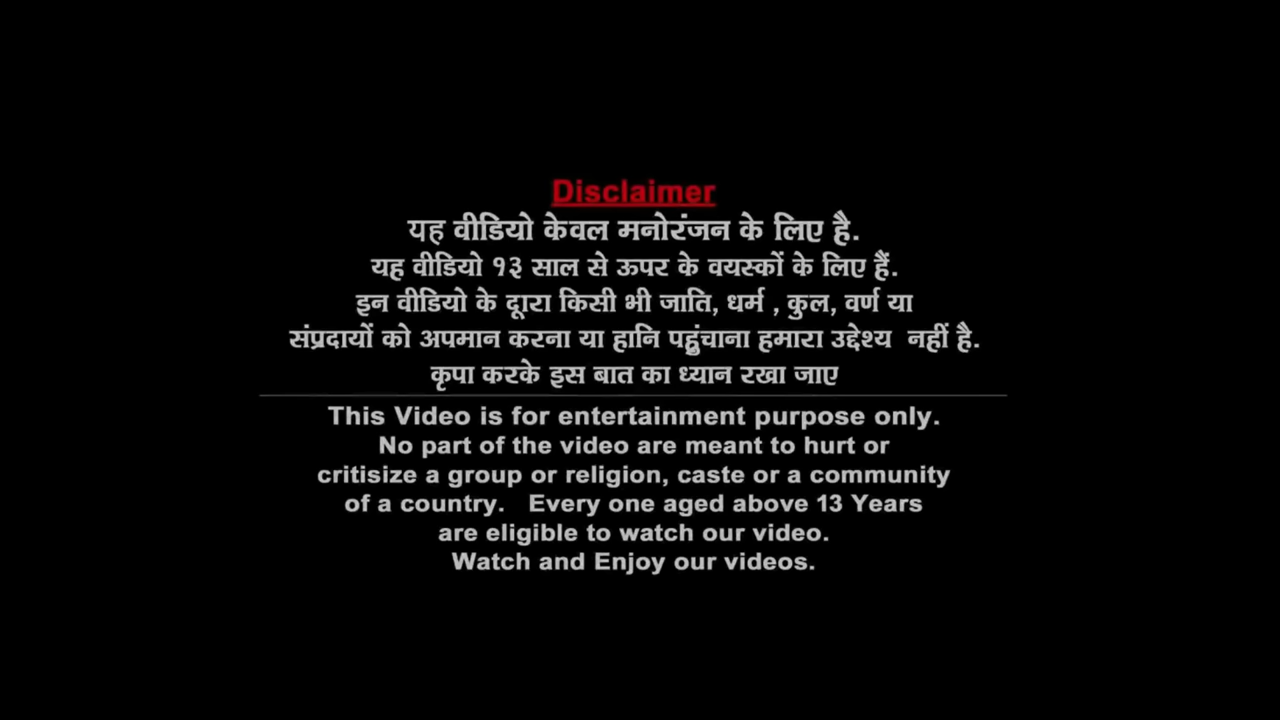 Disclaimer
यह वीडियो केवल मनोरंजन के लिए है.
यह वीडियो १३ साल से ऊपर के वयस्कों के लिए हैं.
इन वीडियो के दूारा किसी भी जाति, धर्म , कुल, वर्ण या
संप्रदायों को अपमान करना या हानि पहुंचाना हमारा उद्देश्य नहीं है.
कृपा करके इस बात का ध्यान रखा जाए
This Video is for entertainment purpose only.
No part of the video are meant to hurt or
critisize a group or religion, caste or a community
of a country. Every one aged above 13 Years
are eligible to watch our video.
Watch and Enjoy our videos.